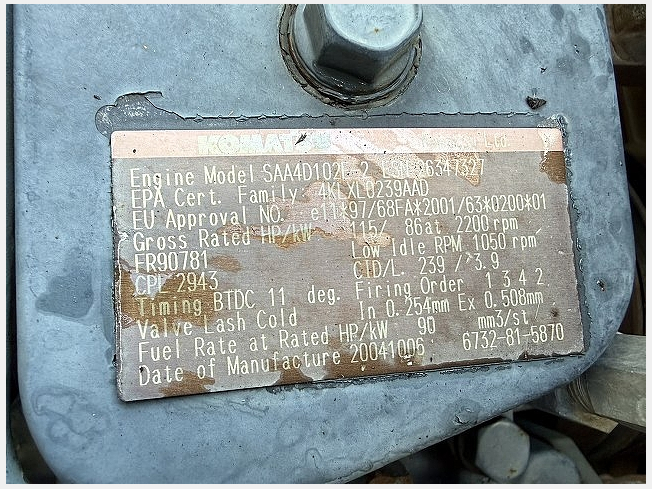 KOMATSU
Engine Model SAA4D102E-2 26347327
EPA Cert. Family 4KLXL0239AAD
EU Approval NO. e11*97/68FA*2001/63*0200*01
Gross Rated HP/kW 115/ 86at 2200rpm
FR90781 Low Idle RPM 1050 rpm
CPL 2943 CID/L. 239 / 3.9
Timing BTDC 11 deg. Firing Order 1 3 4 2.
Valve Lash Cold In 0.254mm Ex 0.508mm
Fuel Rate at Rated HP/kW 90 mm3/st
Date of Manufacture 20041006 6732-81-5870